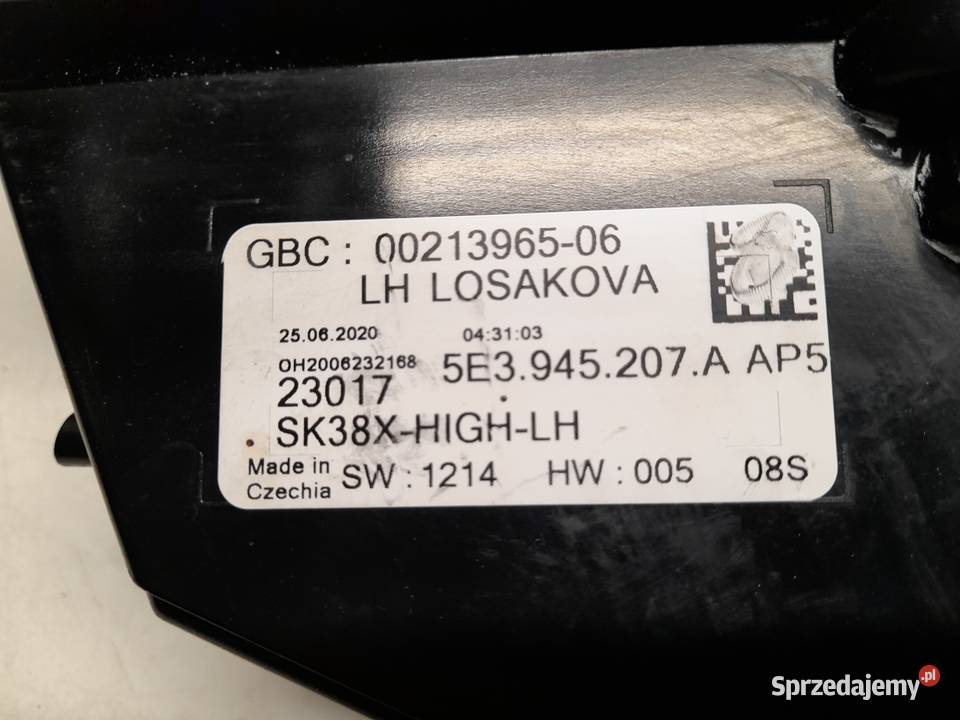 GBC : 00213965-06
LH LOSAKOVA
25.06.2020 04:31:03
OH2006232168 5E3.945.207.A AP5
23017
SK38X-HIGH-LH
Made in
Czechia SW : 1214 HW : 005 08S
Sprzedajemy.pl